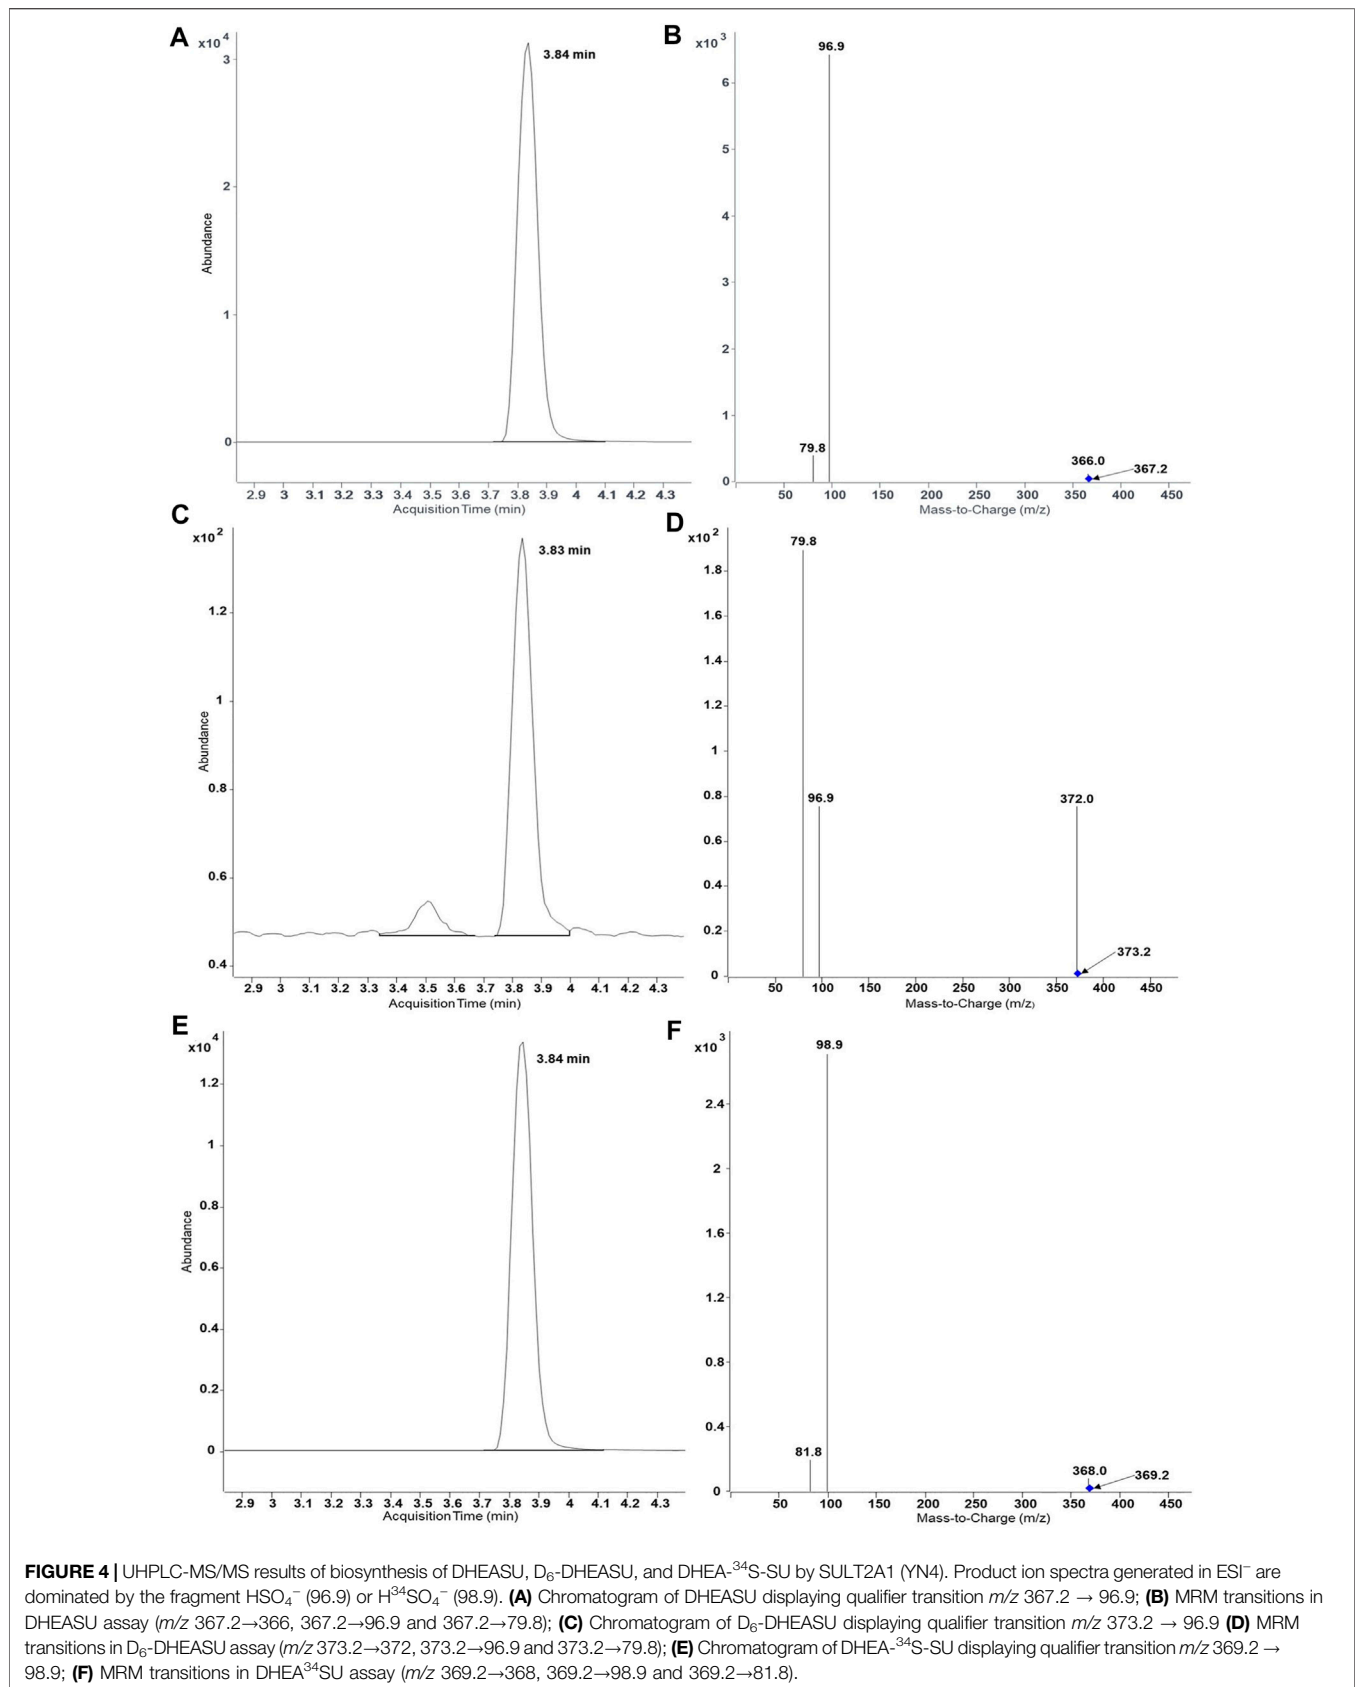 A
x10 4
3
2
1
0
Abundance
3.84 min
2.9 3 3.1 3.2 3.3 3.4 3.5 3.6 3.7 3.8 3.9 4 4.1 4.2 4.3
Acquisition Time (min)
B
x10 3
6
5
4
3
2
1
0
96.9
79.8
366.0
367.2
50 100 150 200 250 300 350 400 450
Mass-to-Charge (m/z)
C
x10 2
1.2
1
0.8
0.6
0.4
Abundance
3.83 min
2.9 3 3.1 3.2 3.3 3.4 3.5 3.6 3.7 3.8 3.9 4 4.1 4.2 4.3
Acquisition Time (min)
D
x10 2
1.8
1.6
1.4
1.2
1
0.8
0.6
0.4
0.2
0
79.8
96.9
372.0
373.2
50 100 150 200 250 300 350 400 450
Mass-to-Charge (m/z)
E
x10 4
1.2
1
0.8
0.6
0.4
0.2
0
Abundance
3.84 min
2.9 3 3.1 3.2 3.3 3.4 3.5 3.6 3.7 3.8 3.9 4 4.1 4.2 4.3
Acquisition Time (min)
F
x10 3
2.4
2
1.6
1.2
0.8
0.4
0
98.9
81.8
368.0
369.2
50 100 150 200 250 300 350 400 450
Mass-to-Charge (m/z)
FIGURE 4 | UHPLC-MS/MS results of biosynthesis of DHEASU, D₆-DHEASU, and DHEA-³⁴S-SU by SULT2A1 (YN4). Product ion spectra generated in ESI⁻ are
dominated by the fragment HSO₄⁻ (96.9) or H³⁴SO₄⁻ (98.9). (A) Chromatogram of DHEASU displaying qualifier transition m/z 367.2 → 96.9; (B) MRM transitions in
DHEASU assay (m/z 367.2→366, 367.2→96.9 and 367.2→79.8); (C) Chromatogram of D₆-DHEASU displaying qualifier transition m/z 373.2 → 96.9 (D) MRM
transitions in D₆-DHEASU assay (m/z 373.2→372, 373.2→96.9 and 373.2→79.8); (E) Chromatogram of DHEA-³⁴S-SU displaying qualifier transition m/z 369.2 →
98.9; (F) MRM transitions in DHEA³⁴SU assay (m/z 369.2→368, 369.2→98.9 and 369.2→81.8).